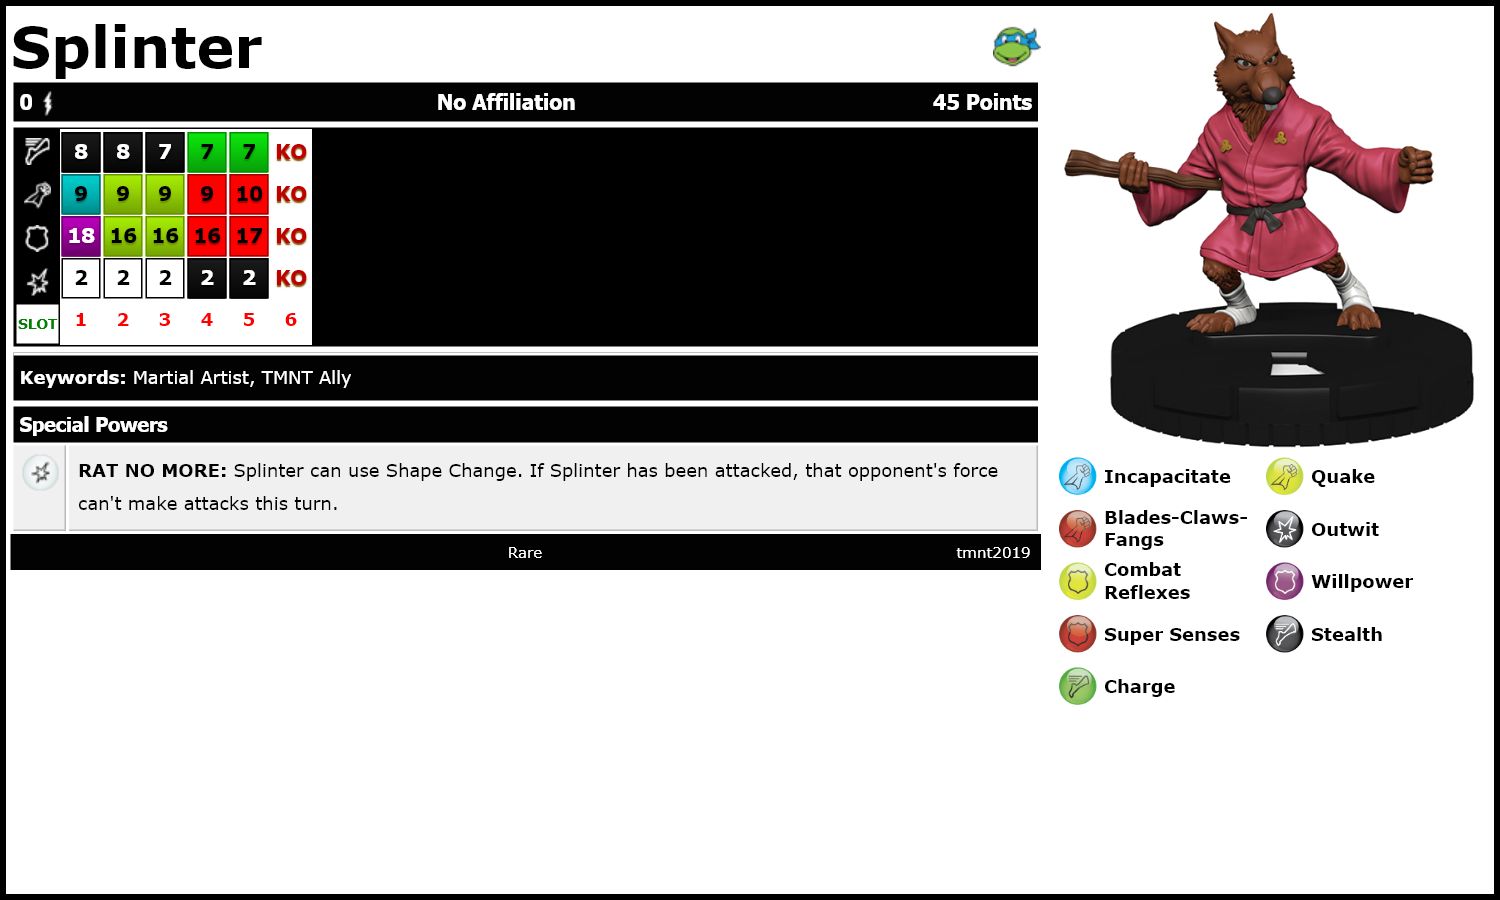 Splinter
0 No Affiliation 45 Points
8 8 7 7 7 KO
9 9 9 9 10 KO
18 16 16 16 17 KO
2 2 2 2 2 KO
SLOT 1 2 3 4 5 6
Keywords: Martial Artist, TMNT Ally
Special Powers
RAT NO MORE: Splinter can use Shape Change. If Splinter has been attacked, that opponent's force
can't make attacks this turn.
Rare tmnt2019
Incapacitate Quake
Blades-Claws-
Fangs
Outwit
Combat
Reflexes
Willpower
Super Senses Stealth
Charge